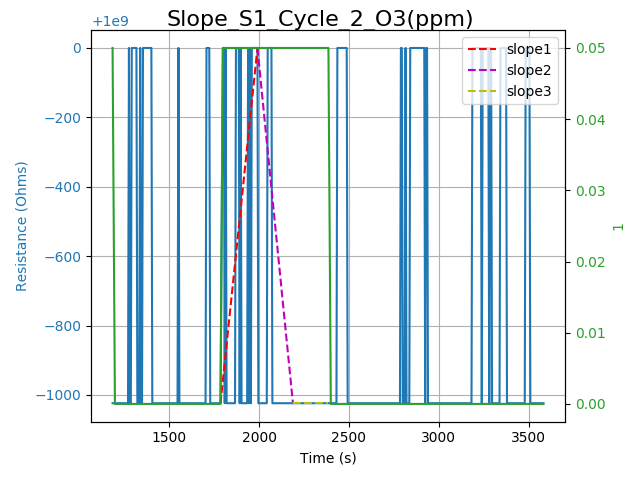 Slope_S1_Cycle_2_O3(ppm)
+1e9
slope1
slope2
slope3
0
−200
−400
−600
−800
−1000
Resistance (Ohms)
0.05
0.04
0.03
0.02
0.01
0.00
1
1500
2000
2500
3000
3500
Time (s)